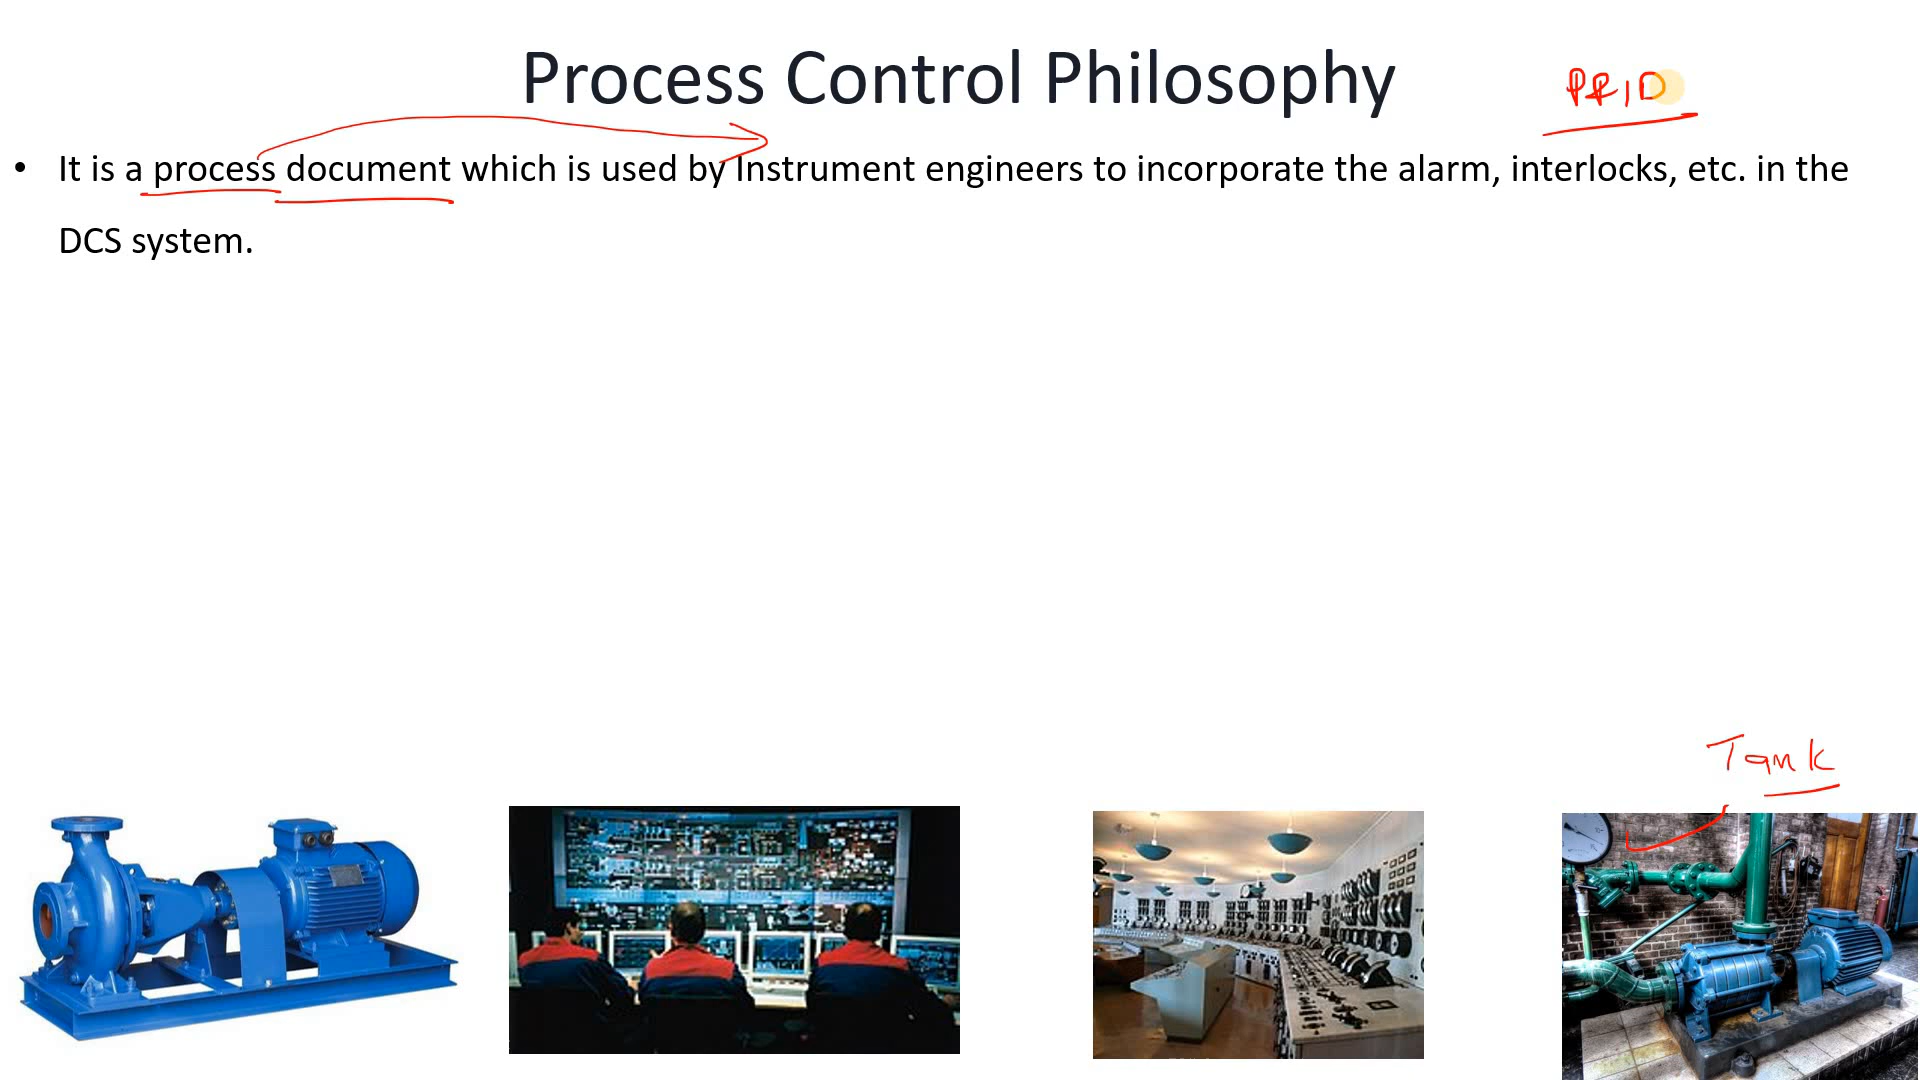 Process Control Philosophy
P&ID
• It is a process document which is used by Instrument engineers to incorporate the alarm, interlocks, etc. in the
DCS system.
Tank